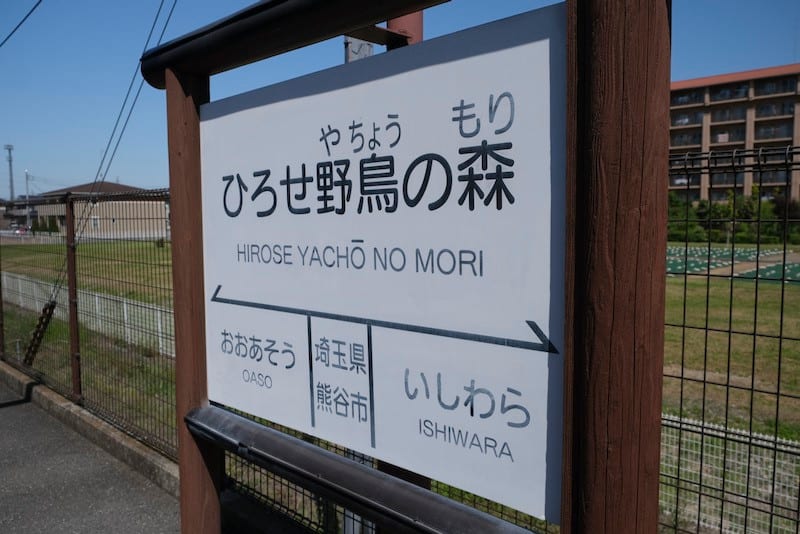 やちょう もり
ひろせ野鳥の森
HIROSE YACHŌ NO MORI
おおあそう
OASO
埼玉県
熊谷市
いしわら
ISHIWARA